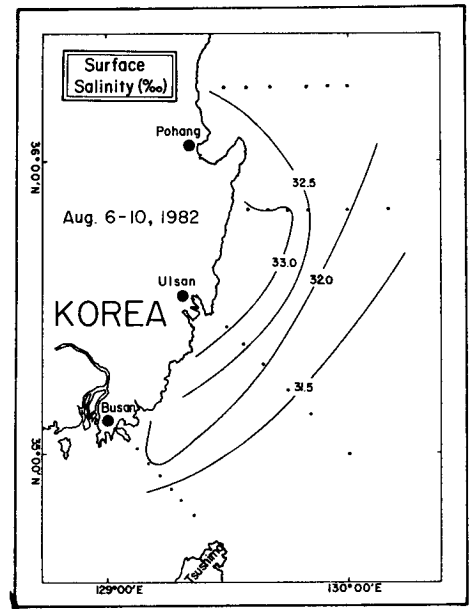 Surface
Salinity (‰)
Pohang
36°00'N
32.5
Aug. 6-10, 1982
33.0
32.0
Ulsan
KOREA
31.5
Busan
35°00'N
Tsushima
129°00'E
130°00'E